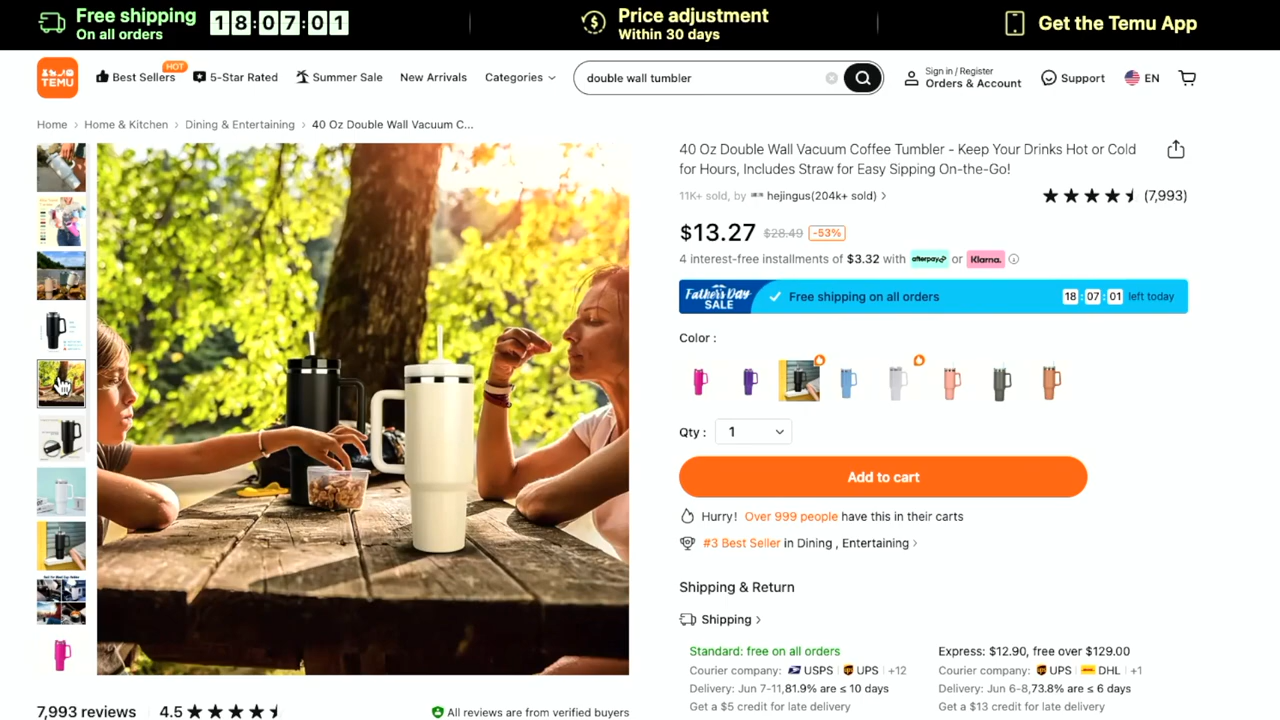 Free shipping
On all orders
18:07:01
Price adjustment
Within 30 days
Get the Temu App
TEMU
Best Sellers
HOT
5-Star Rated
Summer Sale
New Arrivals
Categories
double wall tumbler
Sign in / Register
Orders & Account
Support
EN
Home > Home & Kitchen > Dining & Entertaining > 40 Oz Double Wall Vacuum C...
40 Oz Double Wall Vacuum Coffee Tumbler - Keep Your Drinks Hot or Cold
for Hours, Includes Straw for Easy Sipping On-the-Go!
11K+ sold, by hejingus(204k+ sold) >
(7,993)
$13.27 $28.49 -53%
4 interest-free installments of $3.32 with afterpay or Klarna.
Father's Day
SALE
Free shipping on all orders
18:07:01 left today
Color :
Qty : 1
Add to cart
Hurry! Over 999 people have this in their carts
#3 Best Seller in Dining , Entertaining >
Shipping & Return
Shipping >
Standard: free on all orders
Courier company: USPS UPS +12
Delivery: Jun 7-11, 81.9% are ≤ 10 days
Get a $5 credit for late delivery
Express: $12.90, free over $129.00
Courier company: UPS DHL +1
Delivery: Jun 6-8, 73.8% are ≤ 6 days
Get a $13 credit for late delivery
7,993 reviews
4.5
All reviews are from verified buyers